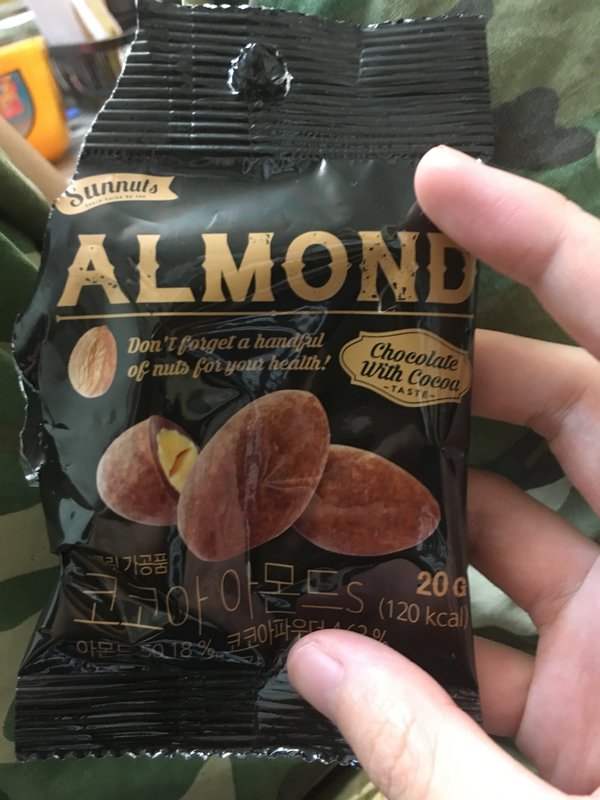 Sunnuts
ALMOND
Don't forget a handful
of nuts for your health!
Chocolate
With Cocoa
~TASTE~
가공품
코코아 아몬드S
20G
(120 kcal)
아몬드 50.18%
코코아파우더